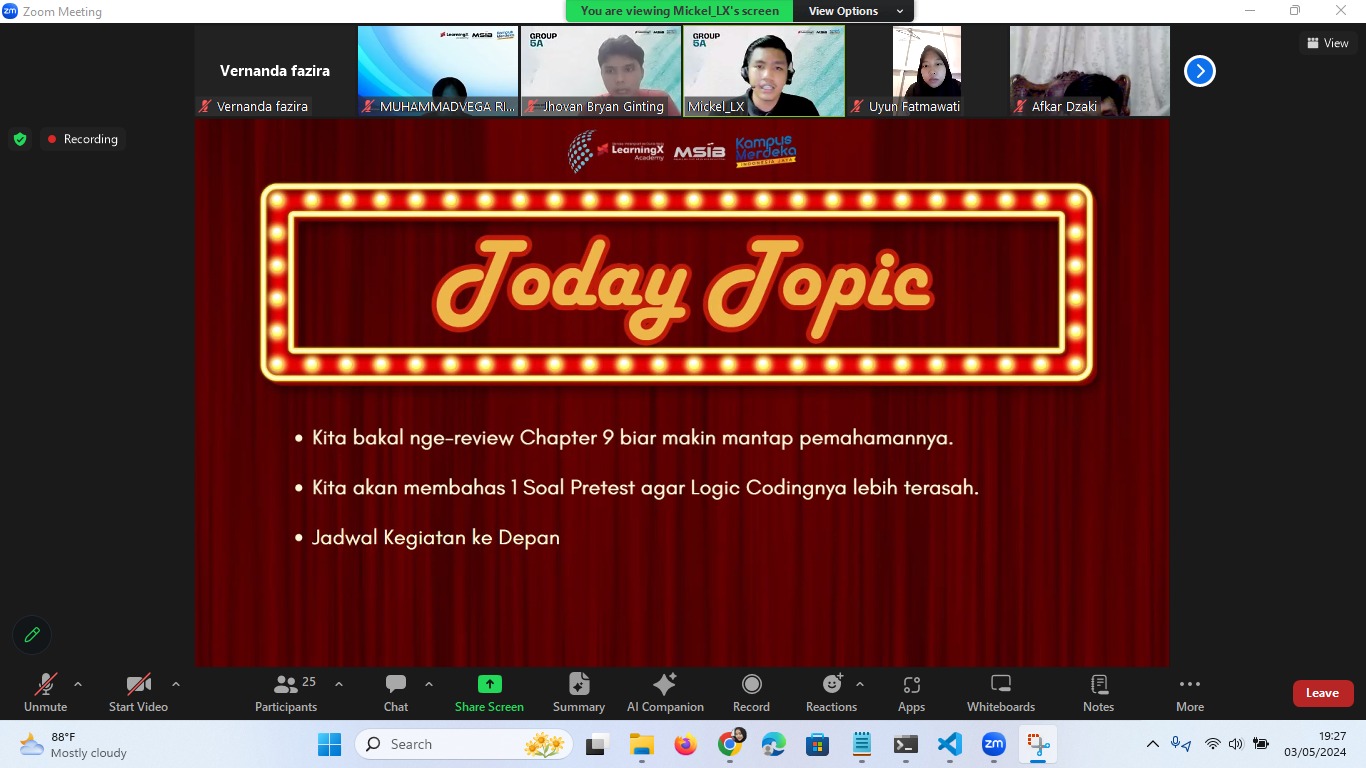 Zoom Meeting
You are viewing Mickel_LX's screen
View Options
View
Vernanda fazira
Vernanda fazira
MUHAMMADVEGA RI...
GROUP
5A
Jhovan Bryan Ginting
GROUP
5A
Mickel_LX
Uyun Fatmawati
Afkar Dzaki
Recording
LearningX
Academy
MSIB
Kampus
Merdeka
INDONESIA JAYA
Today Topic
• Kita bakal nge-review Chapter 9 biar makin mantap pemahamannya.
• Kita akan membahas 1 Soal Pretest agar Logic Codingnya lebih terasah.
• Jadwal Kegiatan ke Depan
Unmute
Start Video
25
Participants
Chat
Share Screen
Summary
AI Companion
Record
Reactions
Apps
Whiteboards
Notes
More
Leave
88°F
Mostly cloudy
Search
zm
19:27
03/05/2024